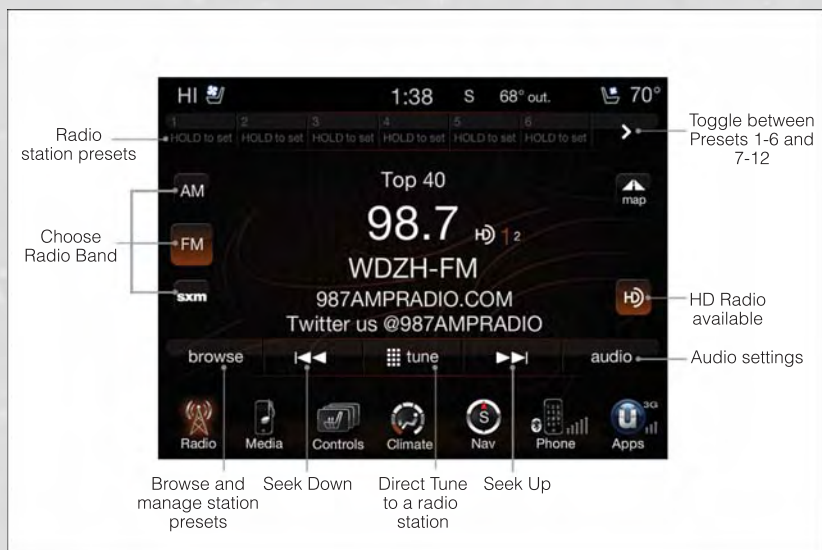 HI 1:38 S 68° out. 70°
1 2 3 4 5 6
HOLD to set HOLD to set HOLD to set HOLD to set HOLD to set HOLD to set
Radio
station presets
Toggle between
Presets 1-6 and
7-12
AM
Top 40
map
98.7 HD 1 2
Choose
Radio Band
FM
WDZH-FM
sxm
987AMPRADIO.COM
HD
HD Radio
available
Twitter us @987AMPRADIO
browse tune audio
Audio settings
S U 3G
Radio Media Controls Climate Nav Phone Apps
Browse and
manage station
presets
Seek Down
Direct Tune
to a radio
station
Seek Up